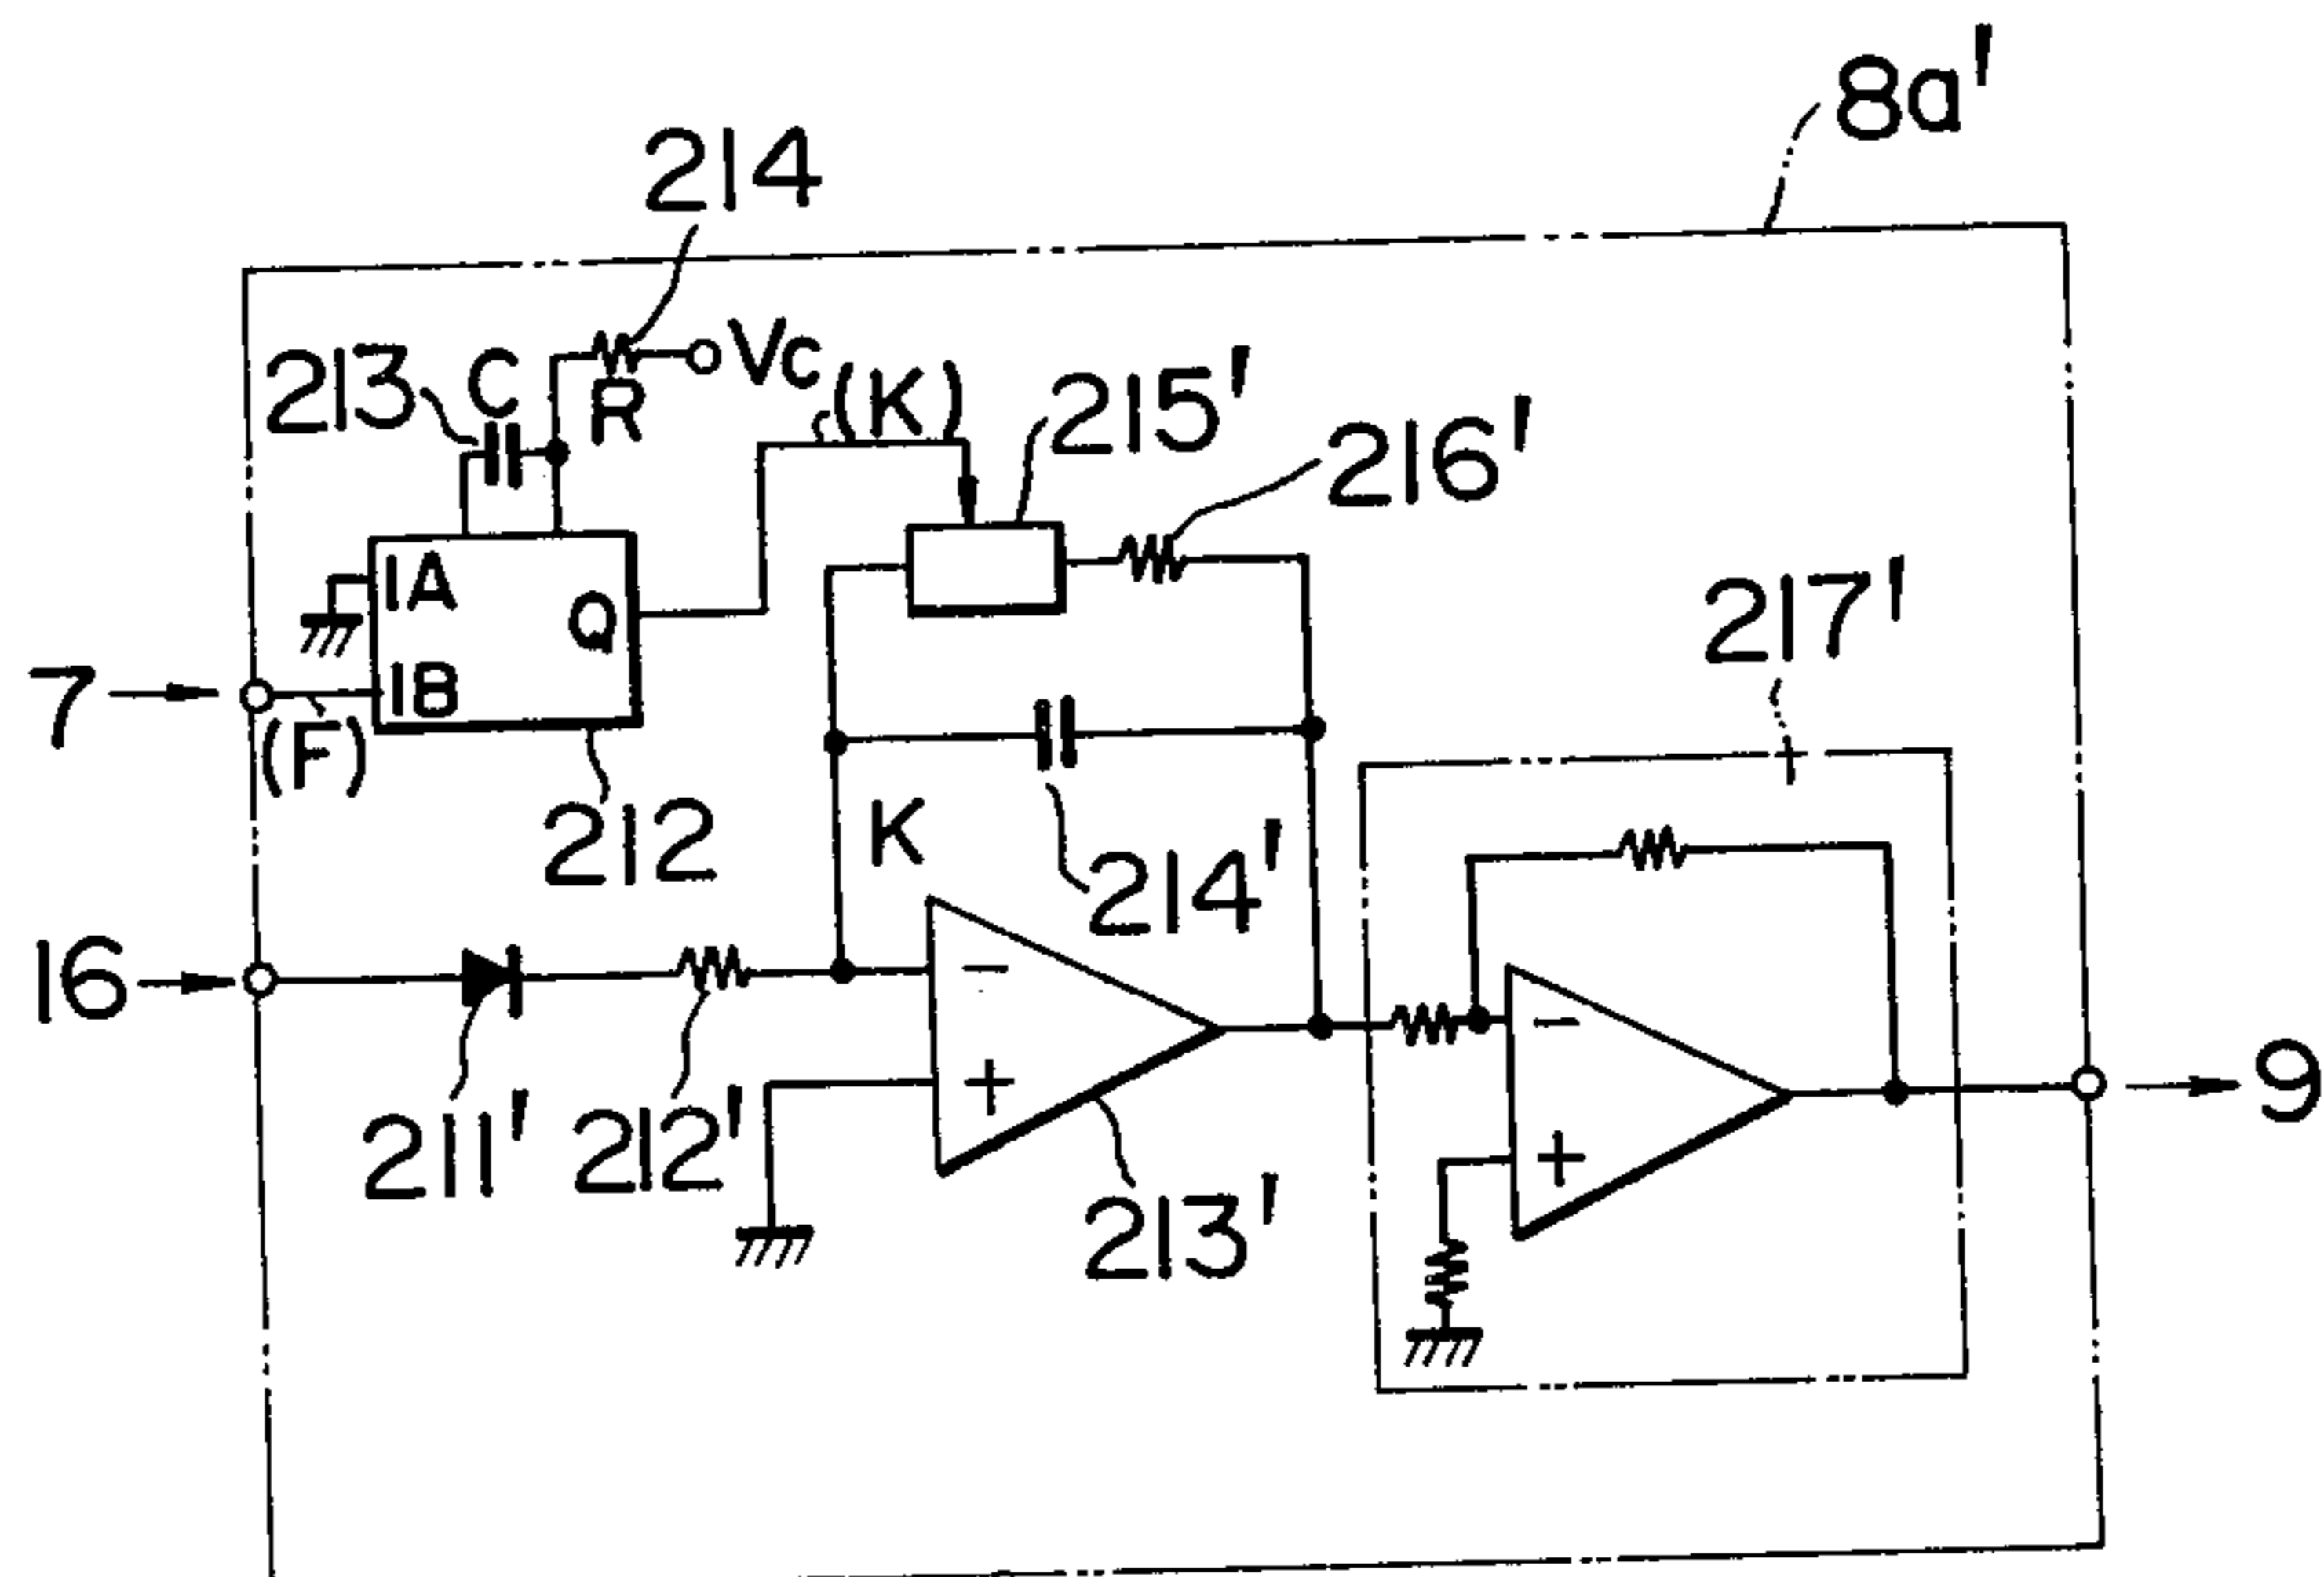 8a'
214
213
C
R
Vc
(K)
215'
216'
1A
Q
1B
7
(F)
212
K
214'
217'
16
-
+
-
+
9
211'
212'
213'